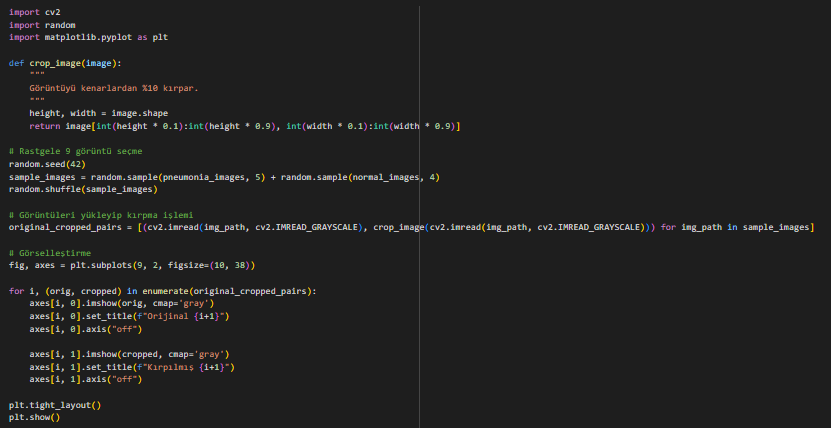 import cv2
import random
import matplotlib.pyplot as plt
def crop_image(image):
"""
Görüntüyü kenarlardan %10 kırpar.
"""
height, width = image.shape
return image[int(height * 0.1):int(height * 0.9), int(width * 0.1):int(width * 0.9)]
# Rastgele 9 görüntü seçme
random.seed(42)
sample_images = random.sample(pneumonia_images, 5) + random.sample(normal_images, 4)
random.shuffle(sample_images)
# Görüntüleri yükleyip kırpma işlemi
original_cropped_pairs = [(cv2.imread(img_path, cv2.IMREAD_GRAYSCALE), crop_image(cv2.imread(img_path, cv2.IMREAD_GRAYSCALE))) for img_path in sample_images]
# Görselleştirme
fig, axes = plt.subplots(9, 2, figsize=(10, 38))
for i, (orig, cropped) in enumerate(original_cropped_pairs):
axes[i, 0].imshow(orig, cmap='gray')
axes[i, 0].set_title(f"Orijinal {i+1}")
axes[i, 0].axis("off")
axes[i, 1].imshow(cropped, cmap='gray')
axes[i, 1].set_title(f"Kırpılmış {i+1}")
axes[i, 1].axis("off")
plt.tight_layout()
plt.show()